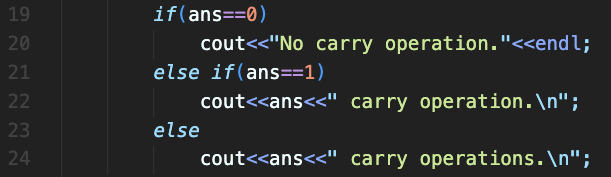 19 if(ans==0)
20 cout<<"No carry operation."<<endl;
21 else if(ans==1)
22 cout<<ans<<" carry operation.\n";
23 else
24 cout<<ans<<" carry operations.\n";